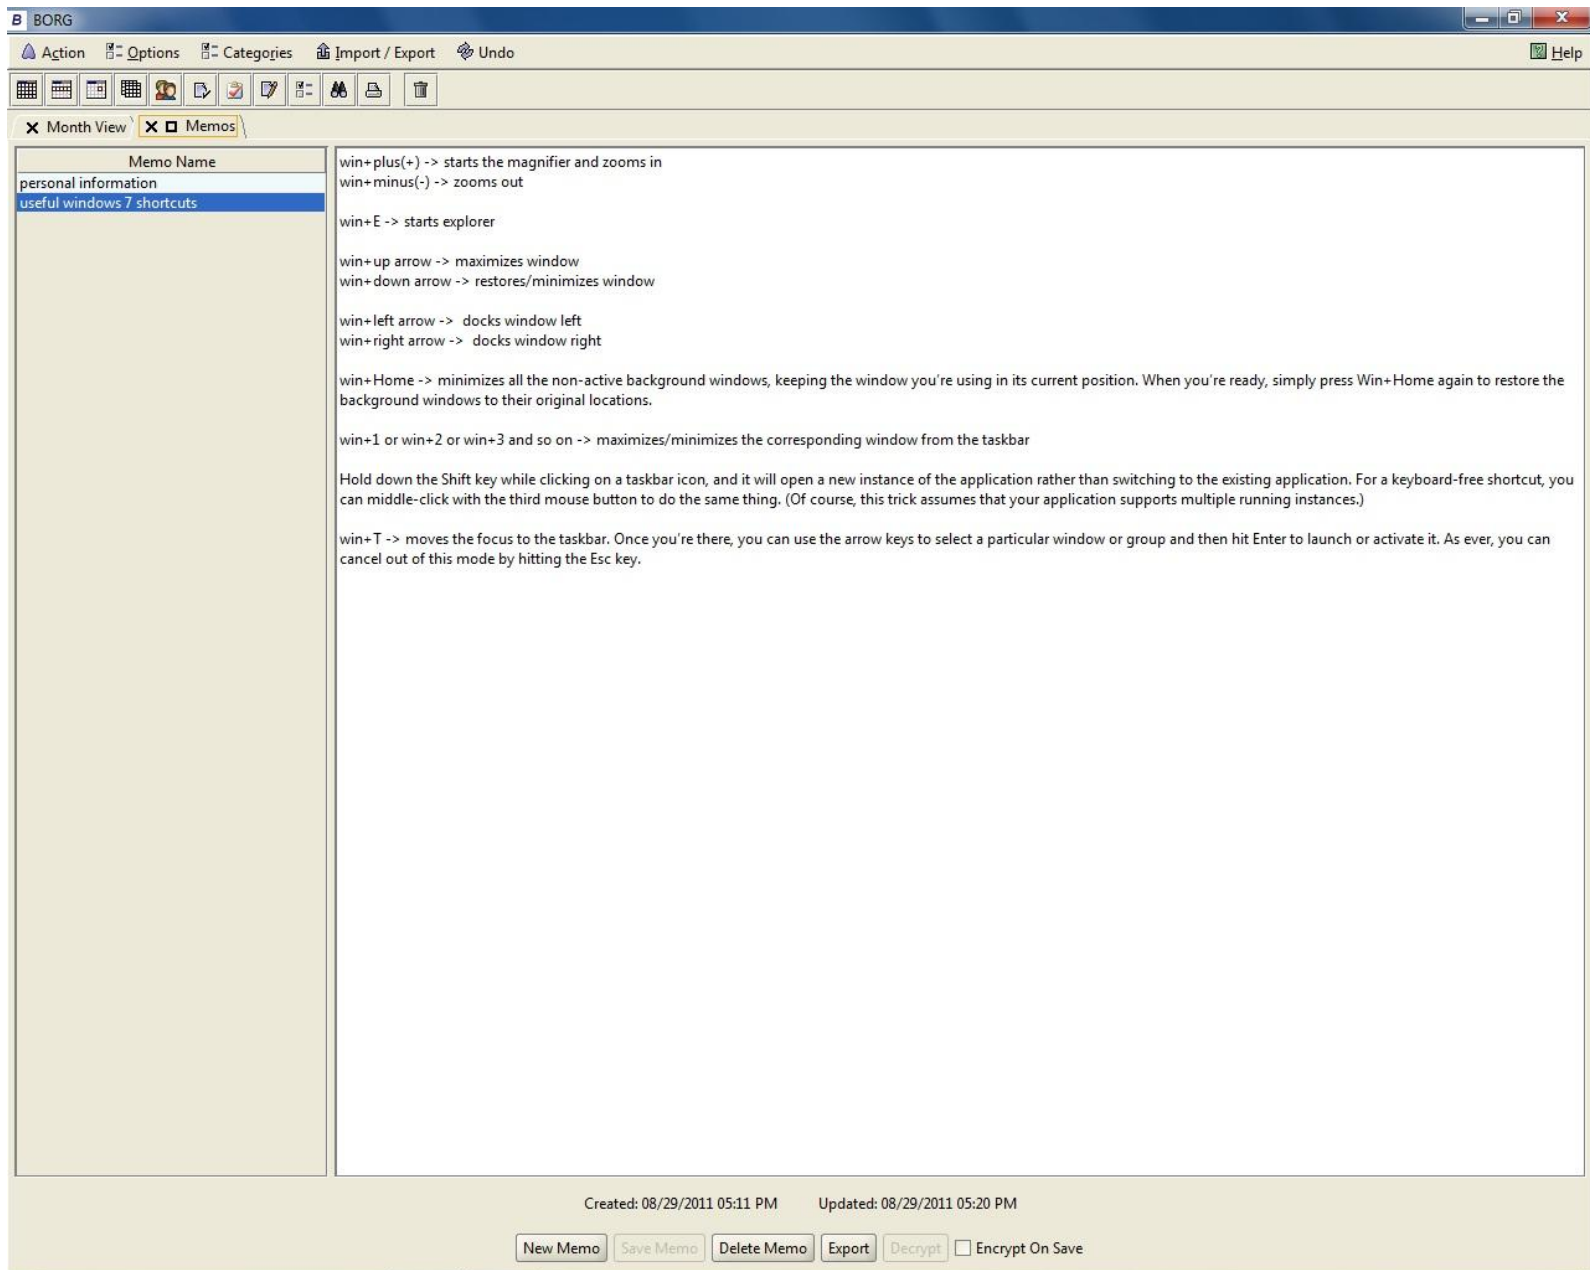 B BORG
Action Options Categories Import / Export Undo Help
Month View Memos
Memo Name
personal information
useful windows 7 shortcuts
win+plus(+) -> starts the magnifier and zooms in
win+minus(-) -> zooms out
win+E -> starts explorer
win+up arrow -> maximizes window
win+down arrow -> restores/minimizes window
win+left arrow ->  docks window left
win+right arrow ->  docks window right
win+Home -> minimizes all the non-active background windows, keeping the window you're using in its current position. When you're ready, simply press Win+Home again to restore the
background windows to their original locations.
win+1 or win+2 or win+3 and so on -> maximizes/minimizes the corresponding window from the taskbar
Hold down the Shift key while clicking on a taskbar icon, and it will open a new instance of the application rather than switching to the existing application. For a keyboard-free shortcut, you
can middle-click with the third mouse button to do the same thing. (Of course, this trick assumes that your application supports multiple running instances.)
win+T -> moves the focus to the taskbar. Once you're there, you can use the arrow keys to select a particular window or group and then hit Enter to launch or activate it. As ever, you can
cancel out of this mode by hitting the Esc key.
Created: 08/29/2011 05:11 PM Updated: 08/29/2011 05:20 PM
New Memo Save Memo Delete Memo Export Decrypt Encrypt On Save